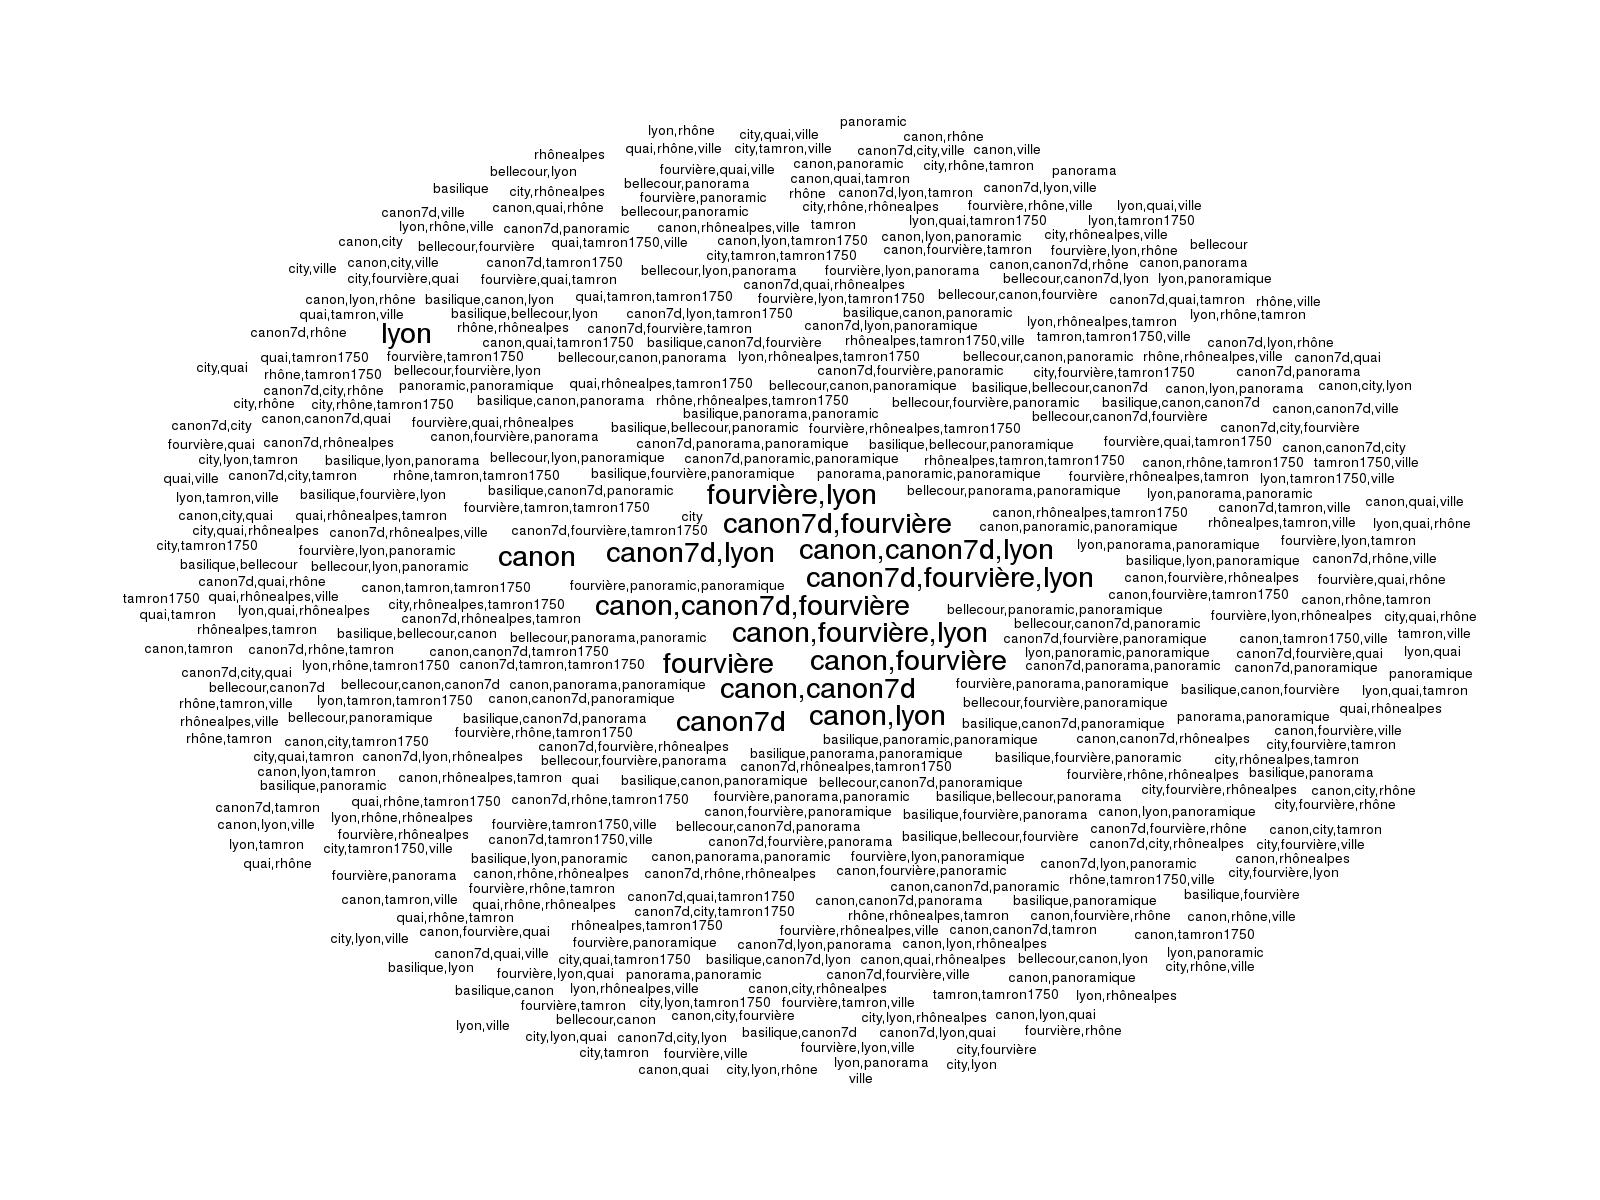 panoramic
lyon,rhône city,quai,ville canon,rhône
rhônealpes quai,rhône,ville city,tamron,ville canon7d,city,ville canon,ville
bellecour,lyon fourvière,quai,ville canon,panoramic city,rhône,tamron panorama
basilique city,rhônealpes bellecour,panorama canon,quai,tamron canon7d,lyon,ville
fourvière,panoramic rhône canon7d,lyon,tamron
canon7d,ville canon,quai,rhône bellecour,panoramic city,rhône,rhônealpes fourvière,rhône,ville lyon,quai,ville
lyon,rhône,ville canon7d,panoramic canon,rhônealpes,ville tamron lyon,quai,tamron1750 lyon,tamron1750
canon,city bellecour,fourvière quai,tamron1750,ville canon,lyon,tamron1750 canon,lyon,panoramic city,rhônealpes,ville
city,tamron,tamron1750 canon,fourvière,tamron fourvière,lyon,rhône bellecour
city,ville canon,city,ville canon7d,tamron1750 bellecour,lyon,panorama fourvière,lyon,panorama canon,canon7d,rhône canon,panorama
city,fourvière,quai fourvière,quai,tamron canon7d,quai,rhônealpes bellecour,canon7d,lyon lyon,panoramique
canon,lyon,rhône basilique,canon,lyon quai,tamron,tamron1750 fourvière,lyon,tamron1750 bellecour,canon,fourvière canon7d,quai,tamron rhône,ville
quai,tamron,ville basilique,bellecour,lyon canon7d,lyon,tamron1750 basilique,canon,panoramic lyon,rhône,tamron
canon7d,rhône lyon rhône,rhônealpes canon7d,fourvière,tamron canon7d,lyon,panoramique lyon,rhônealpes,tamron
canon,quai,tamron1750 basilique,canon7d,fourvière rhônealpes,tamron1750,ville tamron,tamron1750,ville canon7d,lyon,rhône
quai,tamron1750 fourvière,tamron1750 bellecour,canon,panorama lyon,rhônealpes,tamron1750 bellecour,canon,panoramic rhône,rhônealpes,ville canon7d,quai
city,quai rhône,tamron1750 bellecour,fourvière,lyon canon7d,fourvière,panoramic city,fourvière,tamron1750 canon7d,panorama
canon7d,city,rhône panoramic,panoramique quai,rhônealpes,tamron1750 bellecour,canon,panoramique basilique,bellecour,canon7d canon,lyon,panorama canon,city,lyon
city,rhône city,rhône,tamron1750 basilique,canon,panorama rhône,rhônealpes,tamron1750 bellecour,fourvière,panoramic basilique,canon,canon7d canon,canon7d,ville
canon7d,city canon,canon7d,quai fourvière,quai,rhônealpes basilique,panorama,panoramic bellecour,canon7d,fourvière
basilique,bellecour,panoramic fourvière,rhônealpes,tamron1750 canon7d,city,fourvière
fourvière,quai canon7d,rhônealpes canon,fourvière,panorama canon7d,panorama,panoramique basilique,bellecour,panoramique fourvière,quai,tamron1750 canon,canon7d,city
city,lyon,tamron basilique,lyon,panorama bellecour,lyon,panoramique canon7d,panoramic,panoramique rhônealpes,tamron,tamron1750 canon,rhône,tamron1750 tamron1750,ville
quai,ville canon7d,city,tamron rhône,tamron,tamron1750 basilique,fourvière,panoramique panorama,panoramic,panoramique fourvière,rhônealpes,tamron lyon,tamron1750,ville
lyon,tamron,ville basilique,fourvière,lyon basilique,canon7d,panoramic fourvière,lyon bellecour,panorama,panoramique lyon,panorama,panoramic canon,quai,ville
canon,city,quai quai,rhônealpes,tamron fourvière,tamron,tamron1750 city canon,rhônealpes,tamron1750 canon7d,tamron,ville
city,quai,rhônealpes canon7d,rhônealpes,ville canon7d,fourvière,tamron1750 canon7d,fourvière canon,panoramic,panoramique rhônealpes,tamron,ville lyon,quai,rhône
city,tamron1750 fourvière,lyon,panoramic canon canon7d,lyon canon,canon7d,lyon lyon,panorama,panoramique fourvière,lyon,tamron
basilique,bellecour bellecour,lyon,panoramic basilique,lyon,panoramique canon7d,rhône,ville
canon7d,quai,rhône canon,tamron,tamron1750 fourvière,panoramic,panoramique canon7d,fourvière,lyon canon,fourvière,rhônealpes fourvière,quai,rhône
tamron1750 quai,rhônealpes,ville city,rhônealpes,tamron1750 canon,canon7d,fourvière canon,fourvière,tamron1750 canon,rhône,tamron
quai,tamron lyon,quai,rhônealpes canon7d,rhônealpes,tamron bellecour,panoramic,panoramique fourvière,lyon,rhônealpes city,quai,rhône
rhônealpes,tamron basilique,bellecour,canon bellecour,panorama,panoramic canon,fourvière,lyon bellecour,canon7d,panoramic canon7d,fourvière,panoramique canon,tamron1750,ville tamron,ville
canon,tamron canon7d,rhône,tamron canon,canon7d,tamron1750 lyon,panoramic,panoramique canon7d,fourvière,quai lyon,quai
canon7d,city,quai lyon,rhône,tamron1750 canon7d,tamron,tamron1750 fourvière canon,fourvière canon7d,panorama,panoramic canon7d,panoramique panoramique
bellecour,canon7d bellecour,canon,canon7d canon,panorama,panoramique canon,canon7d fourvière,panorama,panoramique basilique,canon,fourvière lyon,quai,tamron
rhône,tamron,ville lyon,tamron,tamron1750 canon,canon7d,panoramique bellecour,fourvière,panoramique quai,rhônealpes
rhônealpes,ville bellecour,panoramique basilique,canon7d,panorama canon7d canon,lyon basilique,canon7d,panoramique panorama,panoramique
rhône,tamron canon,city,tamron1750 fourvière,rhône,tamron1750 basilique,panoramic,panoramique canon,canon7d,rhônealpes canon,fourvière,ville
city,quai,tamron canon7d,lyon,rhônealpes canon7d,fourvière,rhônealpes basilique,panorama,panoramique basilique,fourvière,panoramic city,fourvière,tamron
canon,lyon,tamron bellecour,fourvière,panorama canon7d,rhônealpes,tamron1750 city,rhônealpes,tamron
basilique,panoramic canon,rhônealpes,tamron quai basilique,canon,panoramique bellecour,canon7d,panoramique fourvière,rhône,rhônealpes basilique,panorama
canon7d,tamron quai,rhône,tamron1750 canon7d,rhône,tamron1750 fourvière,panorama,panoramic basilique,bellecour,panorama city,fourvière,rhônealpes canon,city,rhône
canon,lyon,ville lyon,rhône,rhônealpes canon,fourvière,panoramique basilique,fourvière,panorama canon,lyon,panoramique city,fourvière,rhône
fourvière,rhônealpes fourvière,tamron1750,ville bellecour,canon7d,panorama basilique,bellecour,fourvière canon7d,fourvière,rhône canon,city,tamron
lyon,tamron city,tamron1750,ville canon7d,tamron1750,ville canon7d,fourvière,panorama canon7d,city,rhônealpes city,fourvière,ville
quai,rhône basilique,lyon,panoramic canon,panorama,panoramic fourvière,lyon,panoramique canon7d,lyon,panoramic canon,rhônealpes
fourvière,panorama canon,rhône,rhônealpes canon7d,rhône,rhônealpes canon,fourvière,panoramic rhône,tamron1750,ville city,fourvière,lyon
fourvière,rhône,tamron canon,canon7d,panoramic
canon,tamron,ville quai,rhône,rhônealpes canon7d,quai,tamron1750 canon,canon7d,panorama basilique,panoramique basilique,fourvière
quai,rhône,tamron canon7d,city,tamron1750 rhône,rhônealpes,tamron canon,fourvière,rhône canon,rhône,ville
city,lyon,ville canon,fourvière,quai rhônealpes,tamron1750 fourvière,rhônealpes,ville canon,canon7d,tamron canon,tamron1750
canon7d,quai,ville fourvière,panoramique canon7d,lyon,panorama canon,lyon,rhônealpes lyon,panoramic
basilique,lyon city,quai,tamron1750 basilique,canon7d,lyon canon,quai,rhônealpes bellecour,canon,lyon city,rhône,ville
fourvière,lyon,quai panorama,panoramic canon7d,fourvière,ville canon,panoramique
basilique,canon lyon,rhônealpes,ville canon,city,rhônealpes tamron,tamron1750 lyon,rhônealpes
fourvière,tamron city,lyon,tamron1750 fourvière,tamron,ville
lyon,ville bellecour,canon canon,city,fourvière city,lyon,rhônealpes canon,lyon,quai
city,lyon,quai canon7d,city,lyon basilique,canon7d canon7d,lyon,quai fourvière,rhône
city,tamron fourvière,ville fourvière,lyon,ville city,fourvière
canon,quai city,lyon,rhône lyon,panorama city,lyon
ville